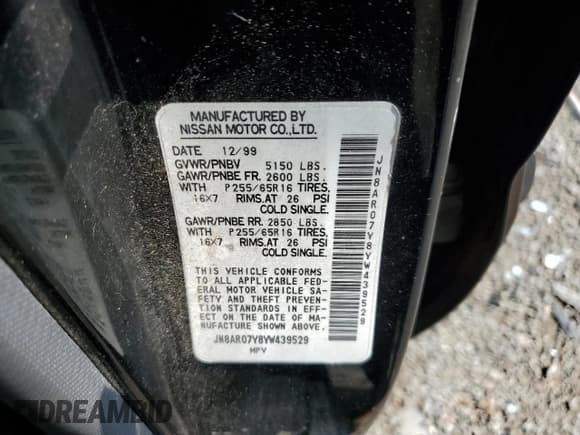 MANUFACTURED BY
NISSAN MOTOR CO.,LTD.
DATE 12/99
GVWR/PNBV 5150 LBS.
GAWR/PNBE FR. 2600 LBS.
WITH P255/65R16 TIRES.
16X7 RIMS.AT 26 PSI
COLD SINGLE.
GAWR/PNBE RR. 2850 LBS.
WITH P255/65R16 TIRES.
16X7 RIMS.AT 26 PSI
COLD SINGLE.
THIS VEHICLE CONFORMS
TO ALL APPLICABLE FED-
ERAL MOTOR VEHICLE SA-
FETY AND THEFT PREVEN-
TION STANDARDS IN EFF-
ECT ON THE DATE OF MA-
NUFACTURE SHOWN ABOVE.
JN8AR07Y8YW439529
MPV
JN8AR07Y8YW439529
DREAMBID